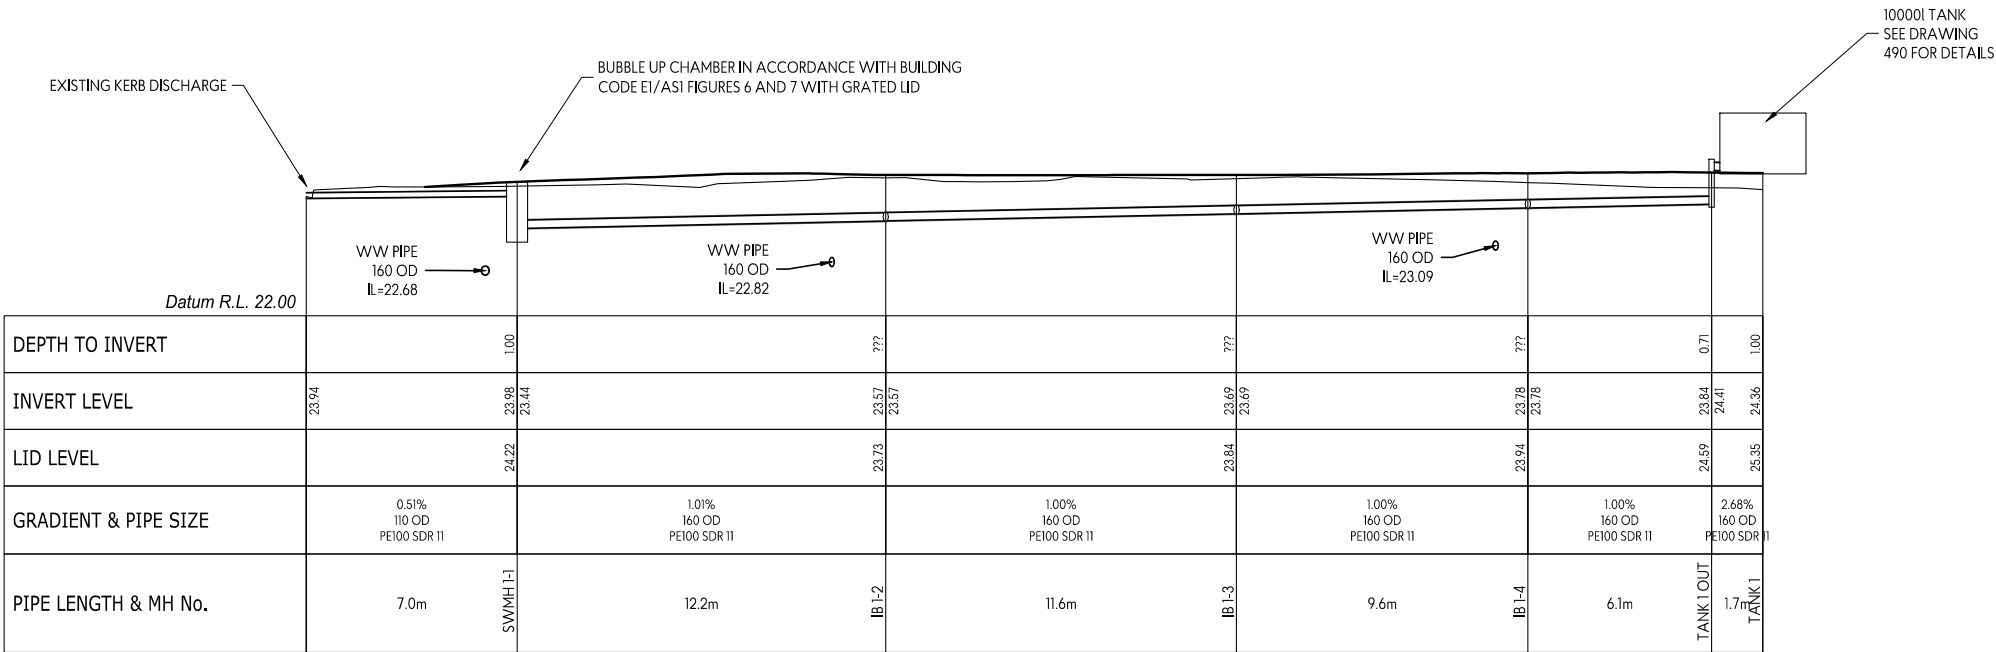 10000l TANK
SEE DRAWING
490 FOR DETAILS
BUBBLE UP CHAMBER IN ACCORDANCE WITH BUILDING
CODE E1/AS1 FIGURES 6 AND 7 WITH GRATED LID
EXISTING KERB DISCHARGE
WW PIPE
160 OD
IL=22.68
WW PIPE
160 OD
IL=22.82
WW PIPE
160 OD
IL=23.09
Datum R.L. 22.00
DEPTH TO INVERT
1.00
???
???
???
0.71
1.00
INVERT LEVEL
23.94
23.98
23.44
23.57
23.57
23.69
23.69
23.78
23.78
23.84
24.41
24.36
LID LEVEL
24.22
23.73
23.84
23.94
24.59
25.35
GRADIENT & PIPE SIZE
0.51%
110 OD
PE100 SDR 11
1.01%
160 OD
PE100 SDR 11
1.00%
160 OD
PE100 SDR 11
1.00%
160 OD
PE100 SDR 11
1.00%
160 OD
PE100 SDR 11
2.68%
160 OD
PE100 SDR 11
PIPE LENGTH & MH No.
7.0m
SWMH 1-1
12.2m
IB 1-2
11.6m
IB 1-3
9.6m
IB 1-4
6.1m
TANK 1 OUT
1.7m
TANK 1